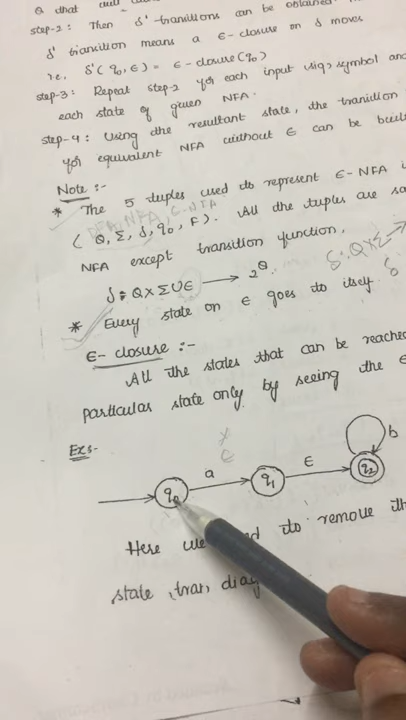 Q that
step-2 : Then δ' transitions can be obtained
δ' transition means a ε-closure on δ moves
i.e, δ'(q₀, ε) = ε-closure(q₀)
step-3: Repeat step-2 for each input symbol and
each state of given NFA.
step-4: Using the resultant state, the tranition
for equivalent NFA without ε can be built
Note :-
* The 5 tuples used to represent ε-NFA
( Q, Σ, δ, q₀, F). All the tuples are
NFA except transition function.
δ: Q×Σ∪ε → 2^Q
* Every state on ε goes to itself
ε-closure :-
All the states that can be reached
particular state only by seeing the ε
Exs-
q₀ a q₁ ε q₂ b
Here to remove
state tran diag